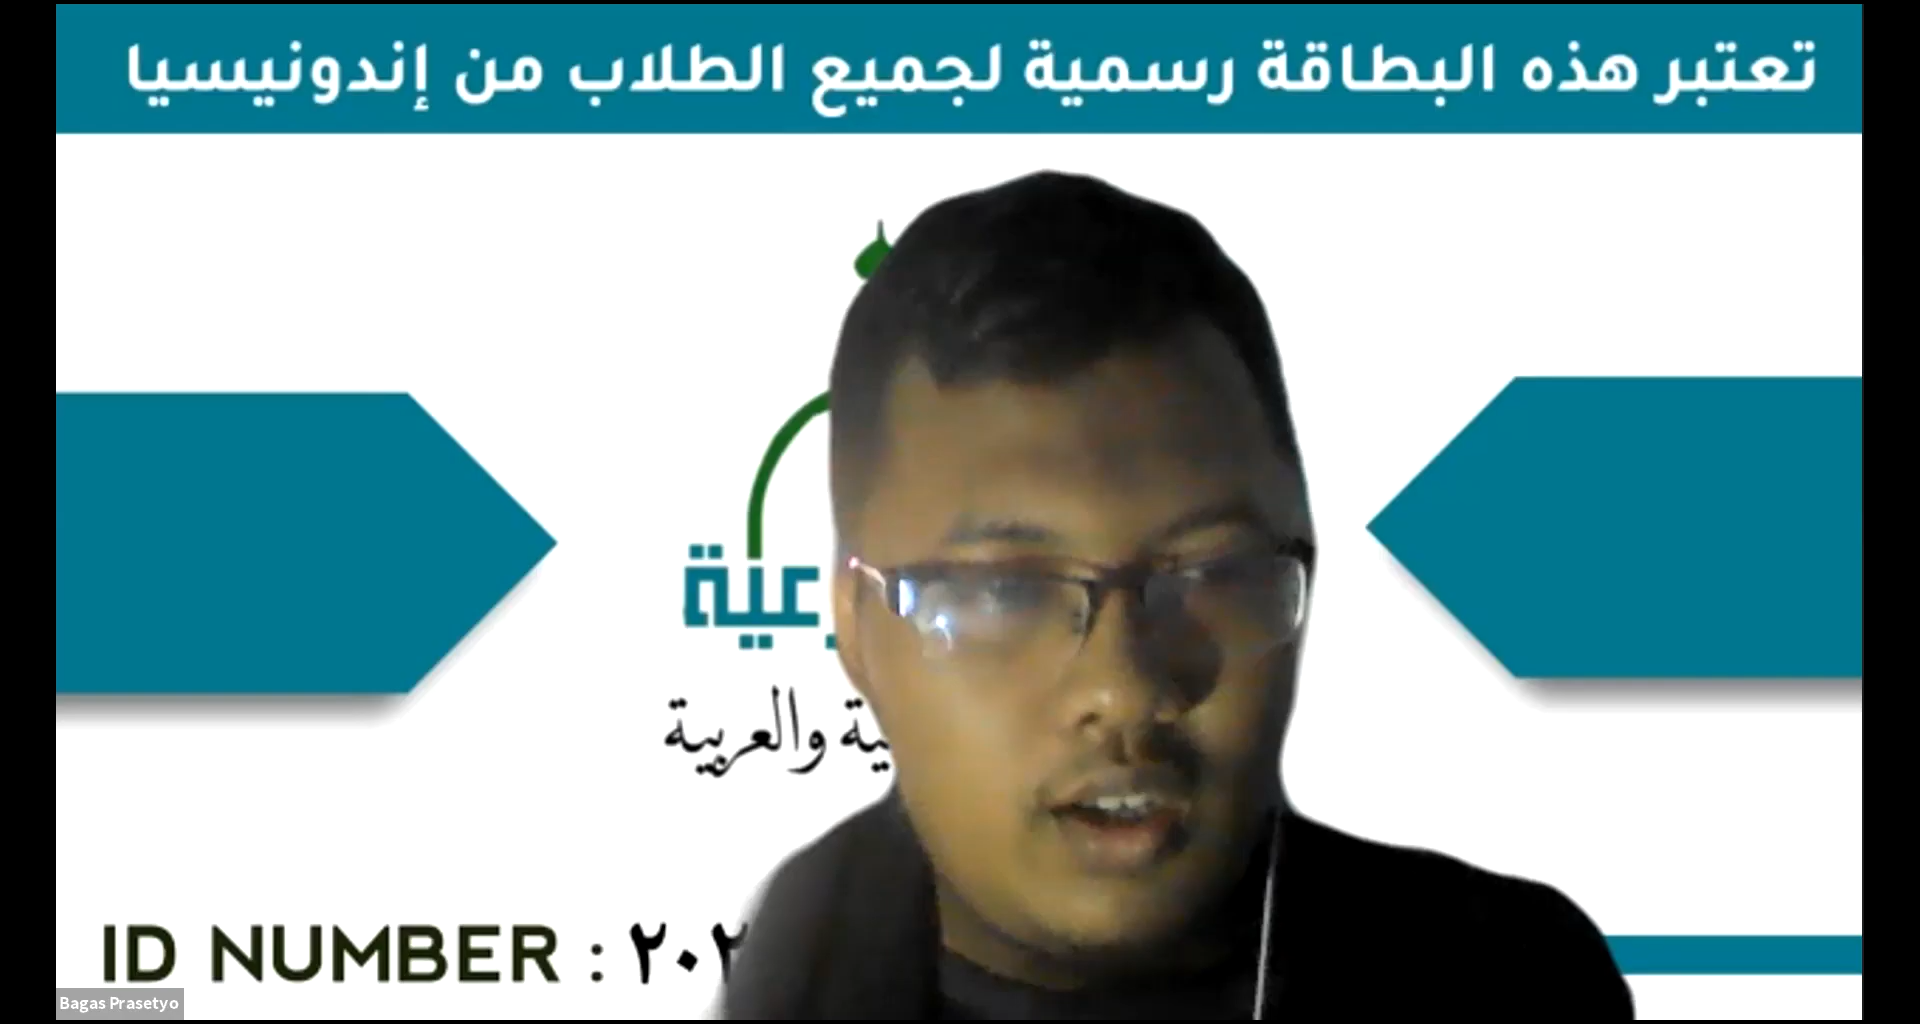 تعتبر هذه البطاقة رسمية لجميع الطلاب من إندونيسيا
والعربية
ID NUMBER : ٢٠٢
Bagas Prasetyo